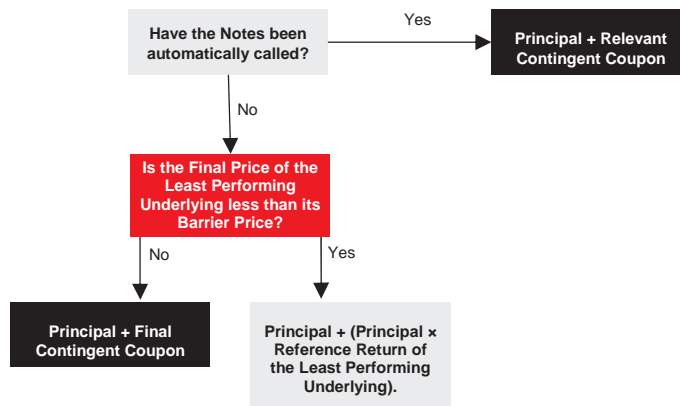 Have the Notes been
automatically called?
Yes
Principal + Relevant
Contingent Coupon
No
Is the Final Price of the
Least Performing
Underlying less than its
Barrier Price?
No
Yes
Principal + Final
Contingent Coupon
Principal + (Principal ×
Reference Return of
the Least Performing
Underlying).